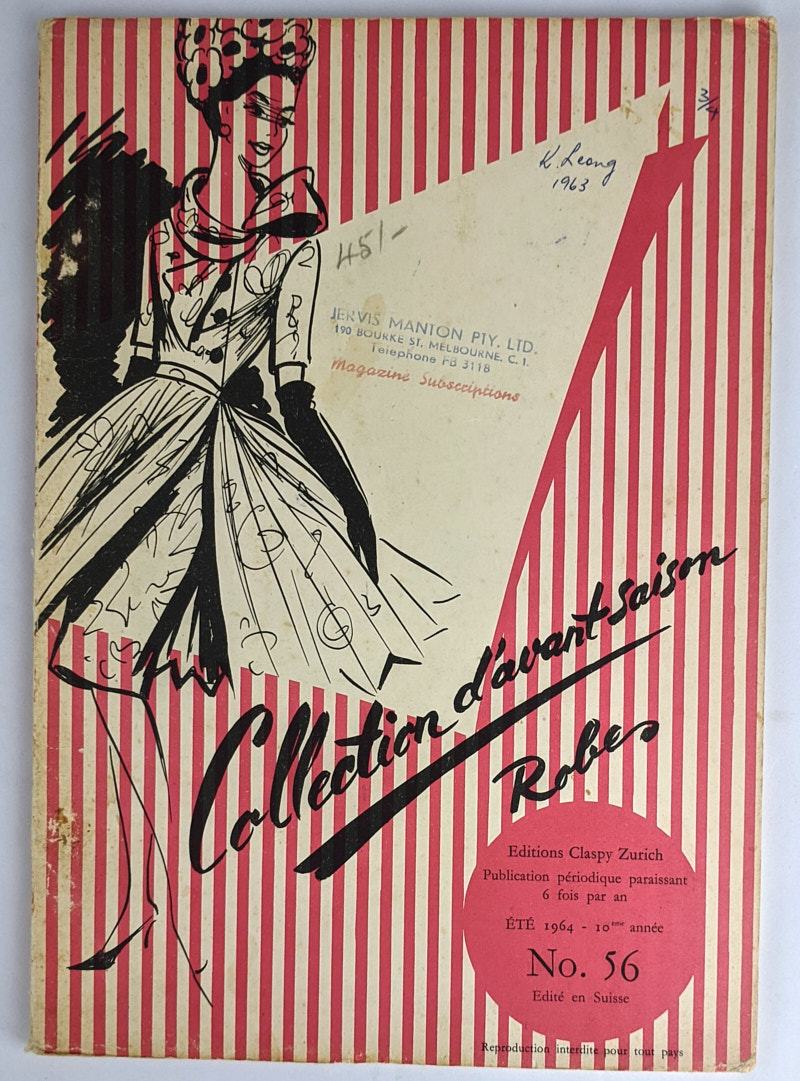 3/4
K. Leong
1963
45/-
JERVIS MANTON PTY. LTD.
190 BOURKE ST. MELBOURNE. C. 1.
Telephone FB 3118
Magazine Subscriptions
Collection d'avant-saison
Robes
Editions Claspy Zurich
Publication périodique paraissant
6 fois par an
ÉTÉ 1964 - 10ème année
No. 56
Edité en Suisse
Reproduction interdite pour tout pays